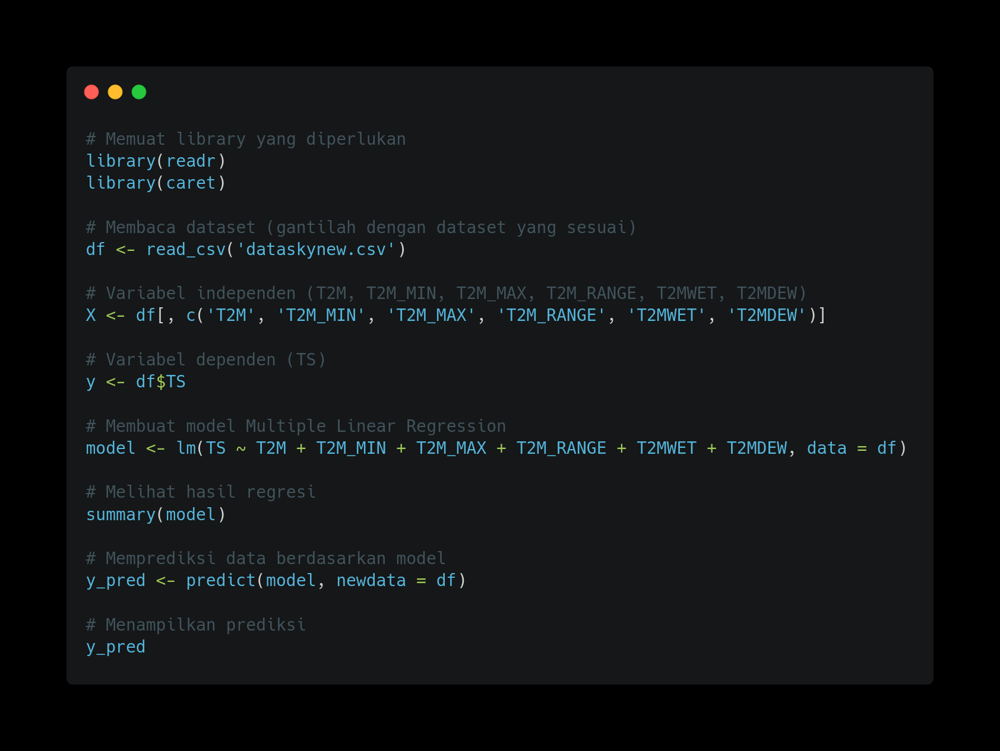 # Memuat library yang diperlukan
library(readr)
library(caret)
# Membaca dataset (gantilah dengan dataset yang sesuai)
df <- read_csv('dataskynew.csv')
# Variabel independen (T2M, T2M_MIN, T2M_MAX, T2M_RANGE, T2MWET, T2MDEW)
X <- df[, c('T2M', 'T2M_MIN', 'T2M_MAX', 'T2M_RANGE', 'T2MWET', 'T2MDEW')]
# Variabel dependen (TS)
y <- df$TS
# Membuat model Multiple Linear Regression
model <- lm(TS ~ T2M + T2M_MIN + T2M_MAX + T2M_RANGE + T2MWET + T2MDEW, data = df)
# Melihat hasil regresi
summary(model)
# Memprediksi data berdasarkan model
y_pred <- predict(model, newdata = df)
# Menampilkan prediksi
y_pred